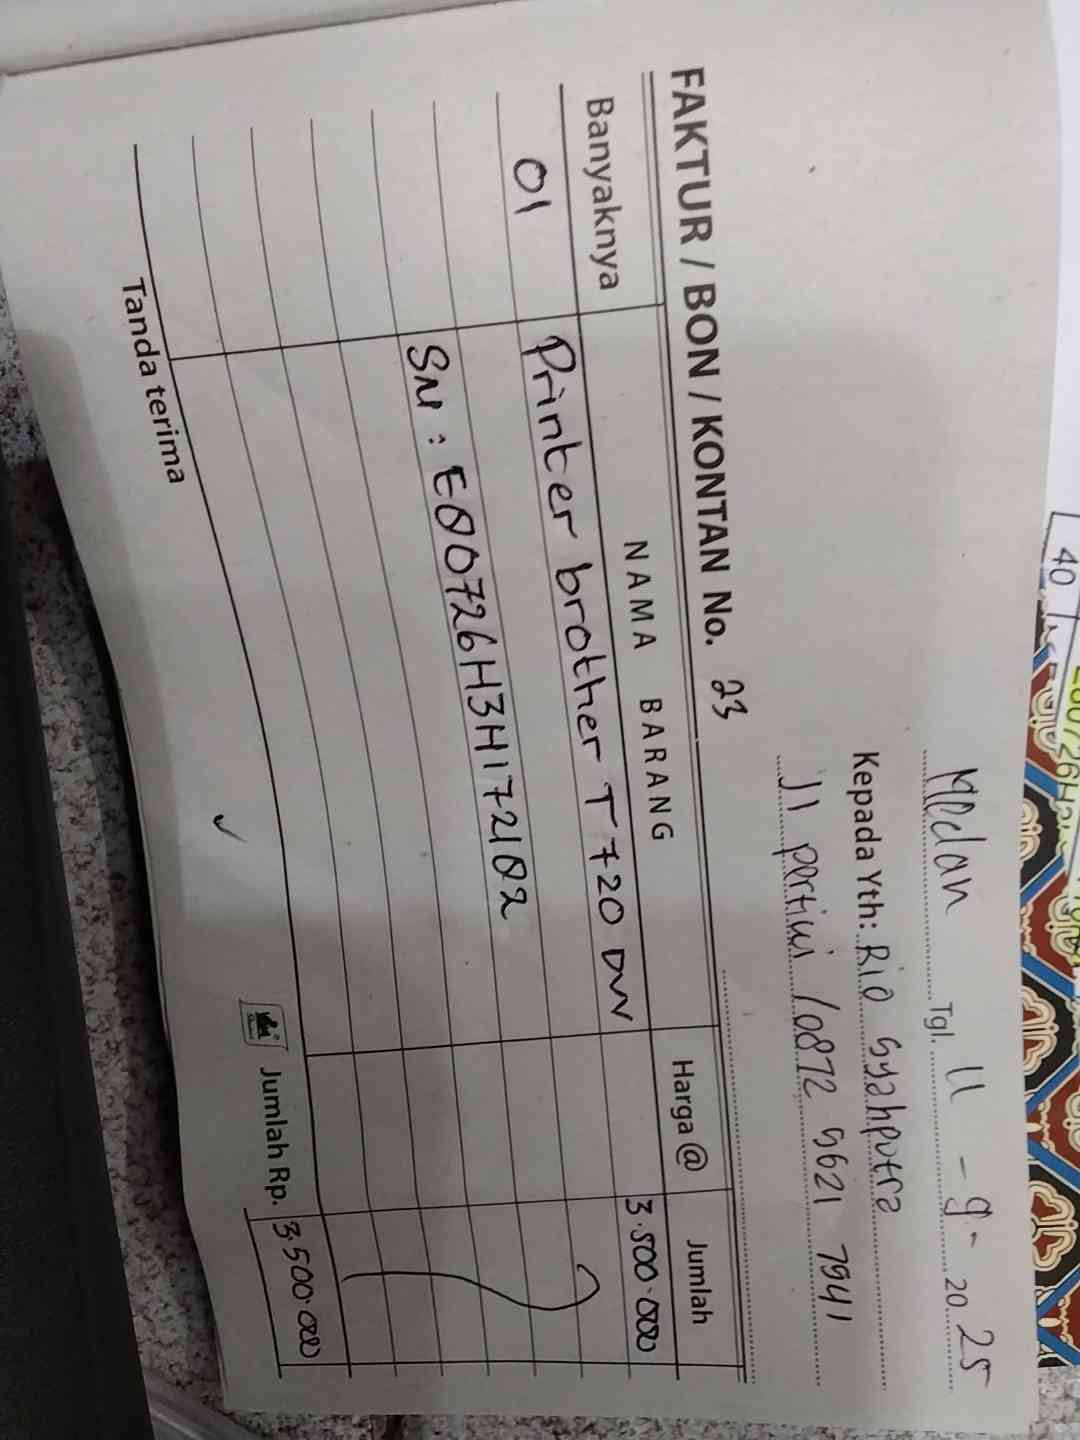 Medan Tgl. 11 - 9 - 20 25
Kepada Yth: Rio Syahputra
Jl pertiwi / 0872 5621 7941
FAKTUR / BON / KONTAN No. 23
Banyaknya NAMA BARANG Harga @ Jumlah
01 Printer brother T720 DW 3.500.000
SN : E80726H3H172182
Jumlah Rp. 3.500.000
Tanda terima
40